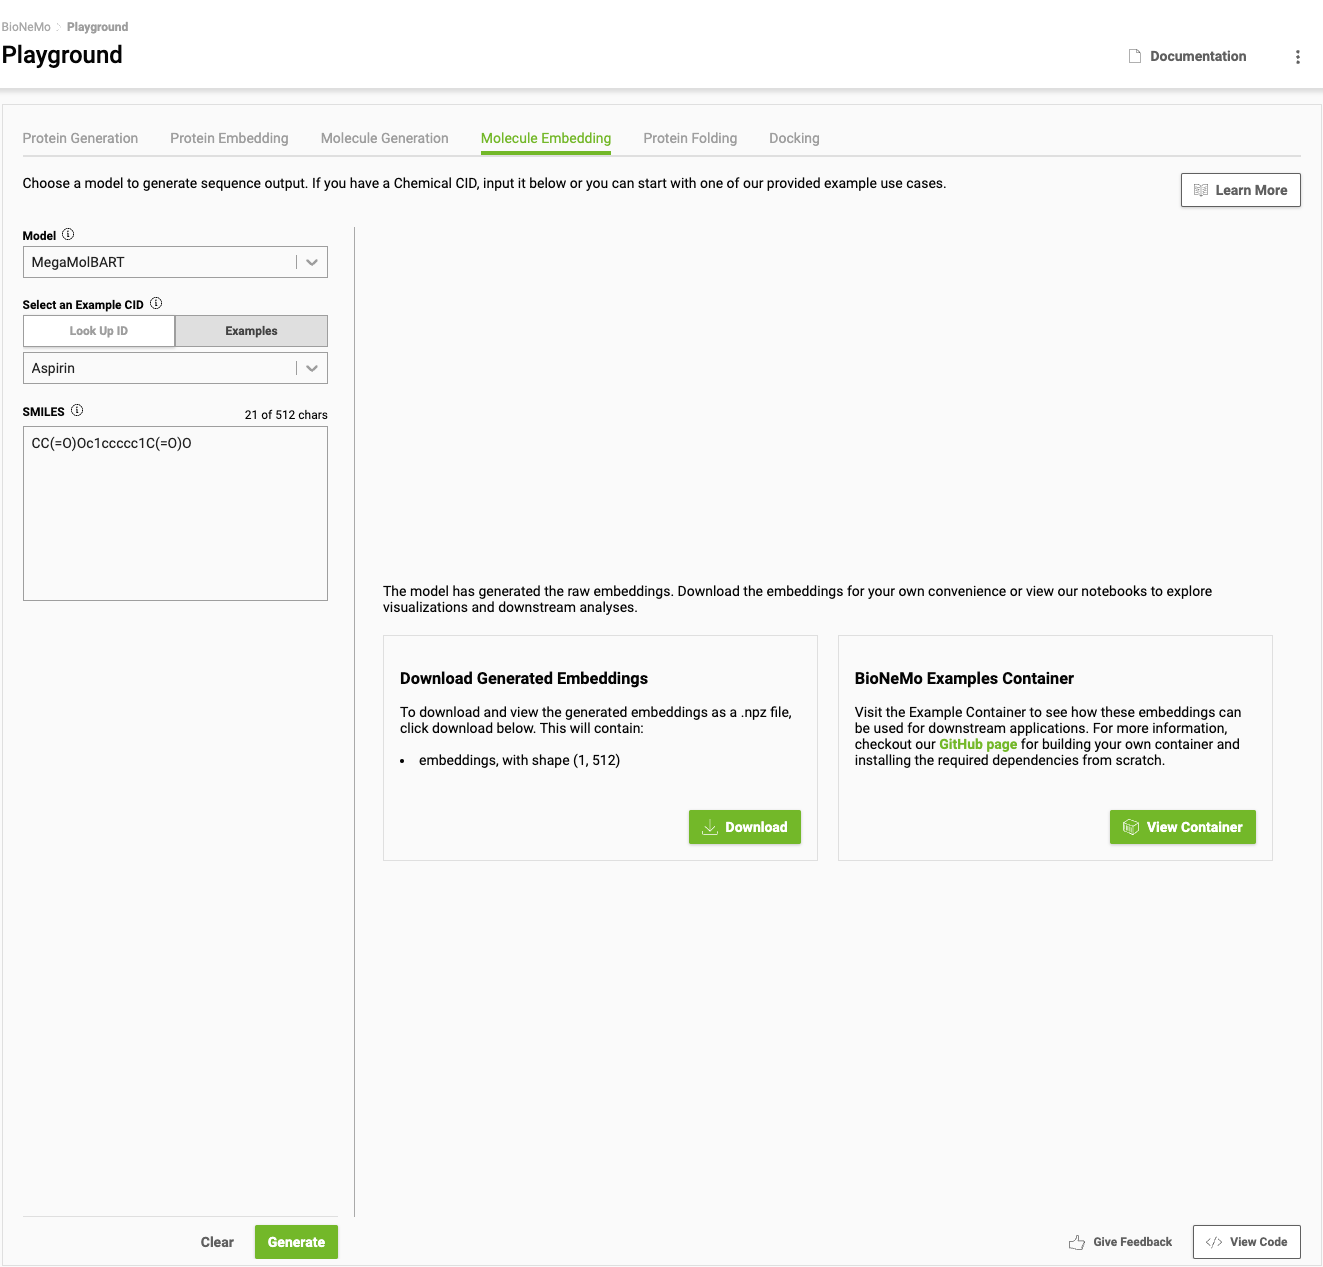 BioNeMo > Playground
Playground
Documentation
Protein Generation Protein Embedding Molecule Generation Molecule Embedding Protein Folding Docking
Choose a model to generate sequence output. If you have a Chemical CID, input it below or you can start with one of our provided example use cases.
Learn More
Model
MegaMolBART
Select an Example CID
Look Up ID Examples
Aspirin
SMILES 21 of 512 chars
CC(=O)Oc1ccccc1C(=O)O
The model has generated the raw embeddings. Download the embeddings for your own convenience or view our notebooks to explore
visualizations and downstream analyses.
Download Generated Embeddings
To download and view the generated embeddings as a .npz file,
click download below. This will contain:
• embeddings, with shape (1, 512)
Download
BioNeMo Examples Container
Visit the Example Container to see how these embeddings can
be used for downstream applications. For more information,
checkout our GitHub page for building your own container and
installing the required dependencies from scratch.
View Container
Clear Generate
Give Feedback </> View Code